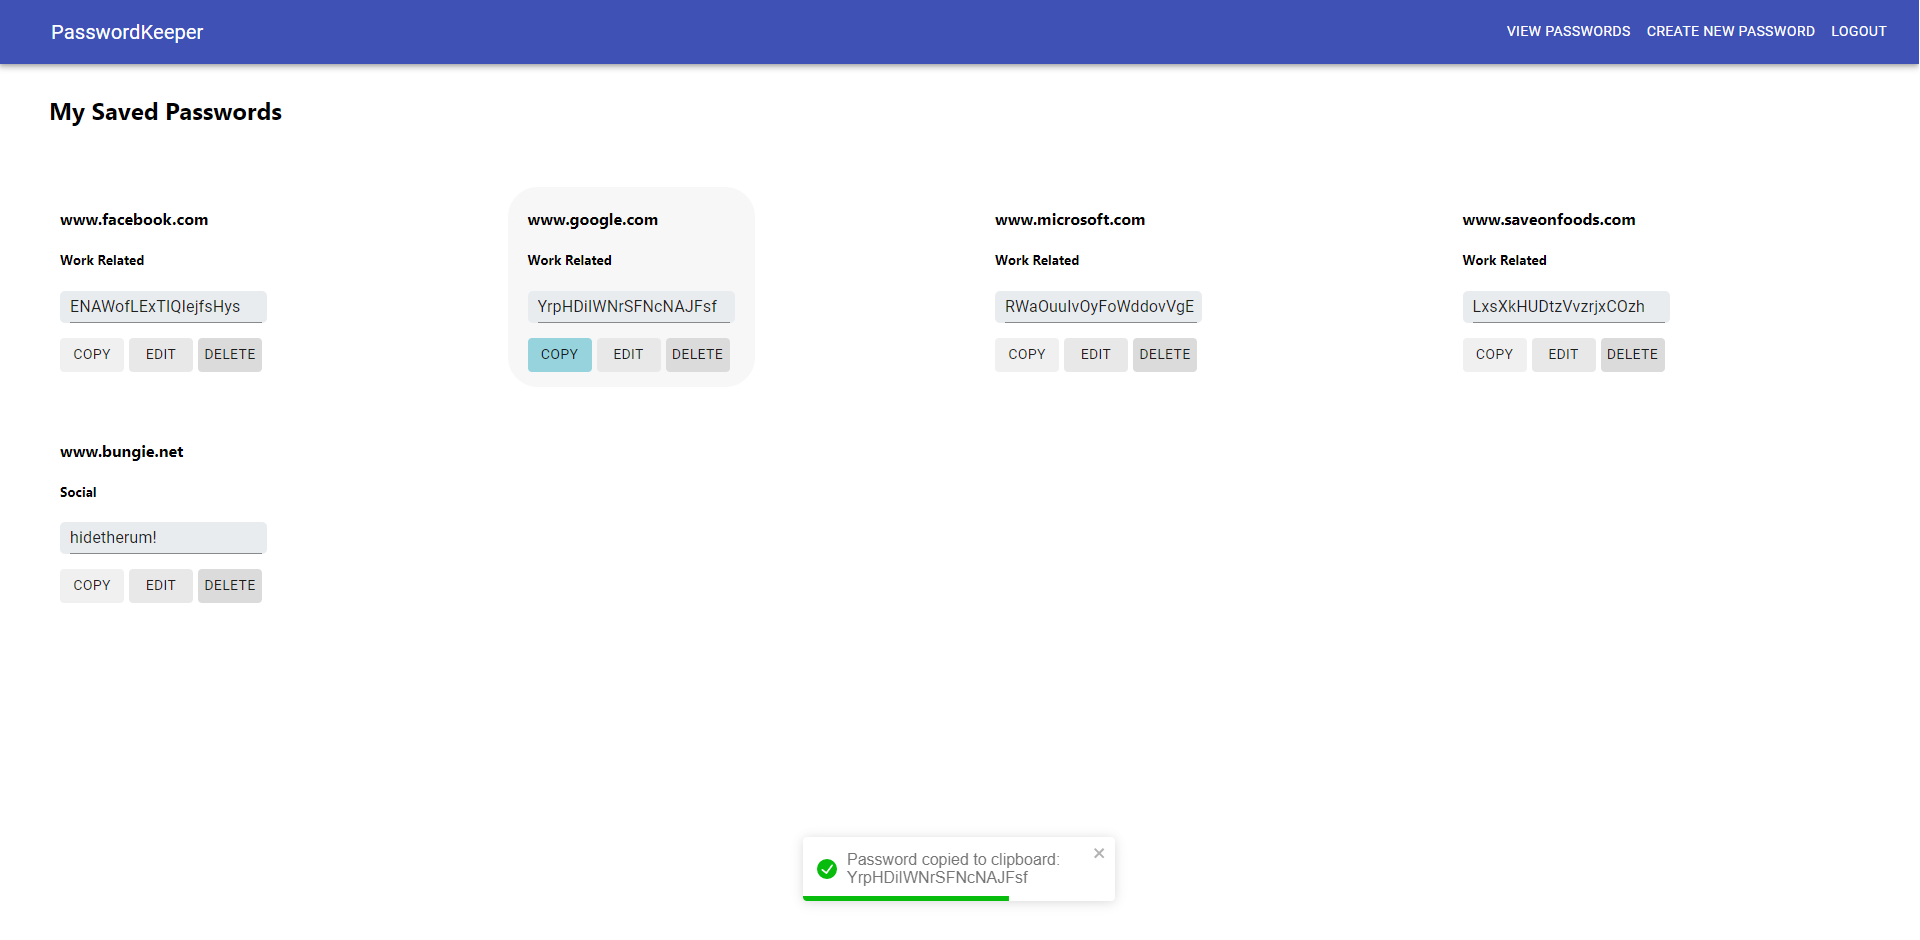 PasswordKeeper
VIEW PASSWORDS CREATE NEW PASSWORD LOGOUT
My Saved Passwords
www.facebook.com
Work Related
ENAWofLExTIQIejfsHys
COPY EDIT DELETE
www.google.com
Work Related
YrpHDilWNrSFNcNAJFsf
COPY EDIT DELETE
www.microsoft.com
Work Related
RWaOuuIvOyFoWddovVgE
COPY EDIT DELETE
www.saveonfoods.com
Work Related
LxsXkHUDtzVvzrjxCOzh
COPY EDIT DELETE
www.bungie.net
Social
hidetherum!
COPY EDIT DELETE
Password copied to clipboard:
YrpHDilWNrSFNcNAJFsf